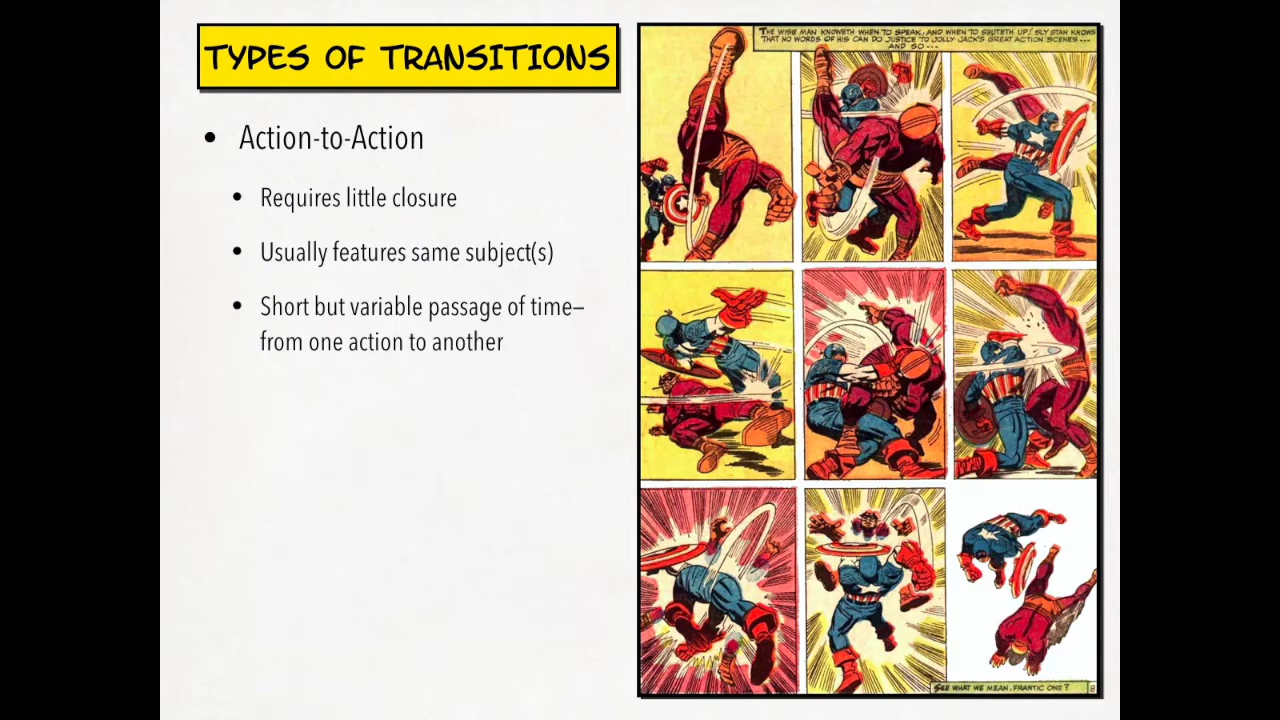 TYPES OF TRANSITIONS
• Action-to-Action
• Requires little closure
• Usually features same subject(s)
• Short but variable passage of time–
from one action to another
THE WISE MAN KNOWETH WHEN TO SPEAK, AND WHEN TO SHUTETH UP! SLY STAN KNOWS
THAT NO WORDS OF HIS CAN DO JUSTICE TO JOLLY JACK'S GREAT ACTION SCENES---
AND SO---
SEE WHAT WE MEAN, FRANTIC ONE?
8